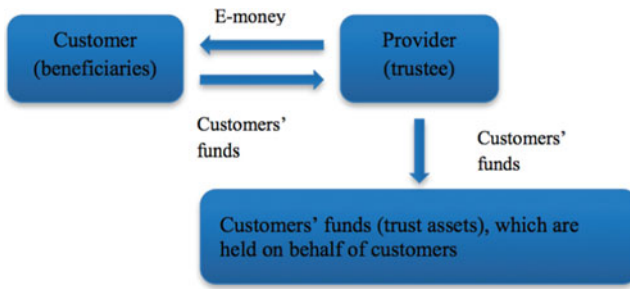 E-money
Customer
(beneficiaries)
Provider
(trustee)
Customers’
funds
Customers’
funds
Customers’ funds (trust assets), which are
held on behalf of customers